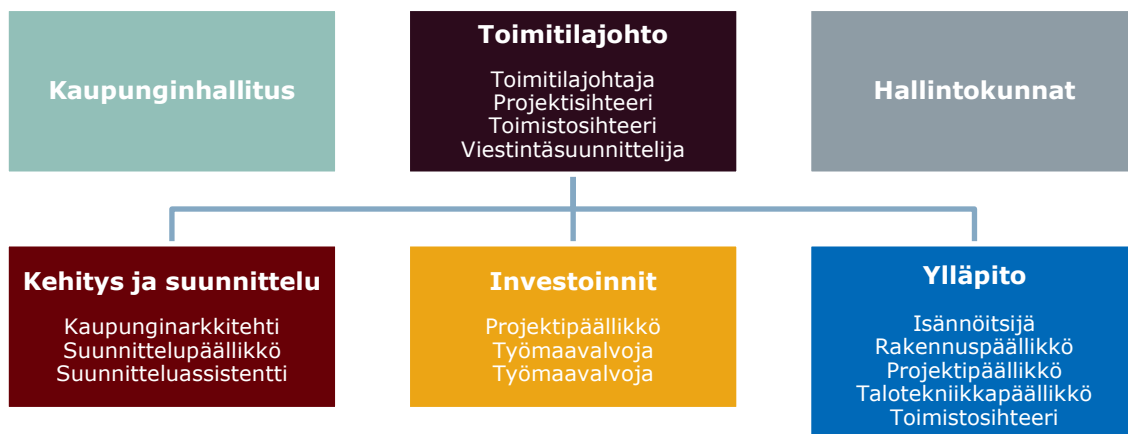 Kaupunginhallitus
Toimitilajohto
Toimitilajohtaja
Projektisihteeri
Toimistosihteeri
Viestintäsuunnittelija
Hallintokunnat
Kehitys ja suunnittelu
Kaupunginarkkitehti
Suunnittelupäällikkö
Suunnitteluassistentti
Investoinnit
Projektipäällikkö
Työmaavalvoja
Työmaavalvoja
Ylläpito
Isännöitsijä
Rakennuspäällikkö
Projektipäällikkö
Talotekniikkapäällikkö
Toimistosihteeri